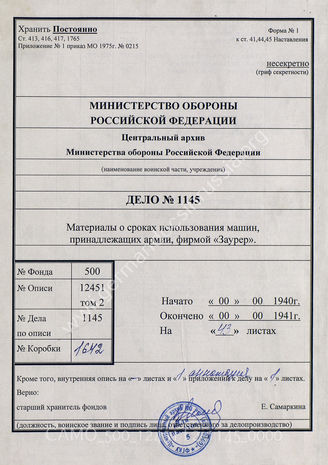 Хранить Постоянно
Ст. 413, 416, 417, 1765
Приложение № 1 приказ МО 1975г. № 0215
Форма № 1
к ст. 41,44,45 Наставления
несекретно
(гриф секретности)
МИНИСТЕРСТВО ОБОРОНЫ
РОССИЙСКОЙ ФЕДЕРАЦИИ
Центральный архив
Министерства обороны Российской Федерации
(наименование воинской части, учреждения)
ДЕЛО № 1145
Материалы о сроках использования машин,
принадлежащих армии, фирмой «Заурер».
№ Фонда 500
№ Описи 12451
том 2
№ Дела 1145
по описи
№ Коробки 1642
Начато « 00 » 00 1940г.
Окончено « 00 » 00 1941г.
На « » листах
Кроме того, внутренняя опись на листах и 1 аннотация приложений к делу на 1 листах.
Верно:
старший хранитель фондов Е. Самаркина
(должность, воинское звание и подпись лица, ответственного за делопроизводство)